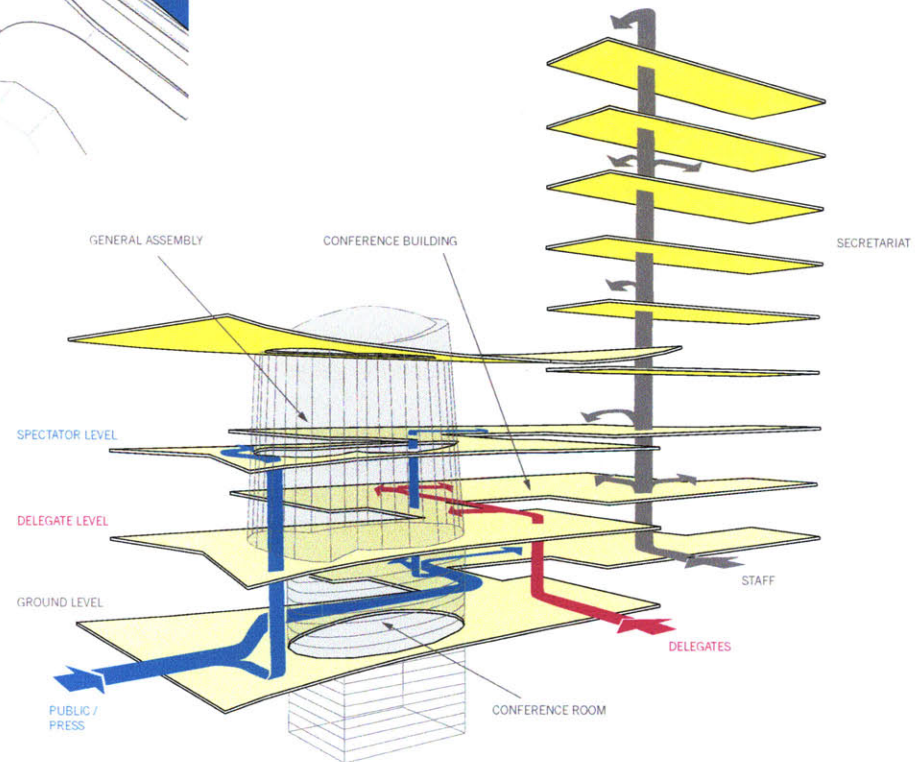 GENERAL ASSEMBLY
CONFERENCE BUILDING
SECRETARIAT
SPECTATOR LEVEL
DELEGATE LEVEL
GROUND LEVEL
STAFF
DELEGATES
PUBLIC /
PRESS
CONFERENCE ROOM